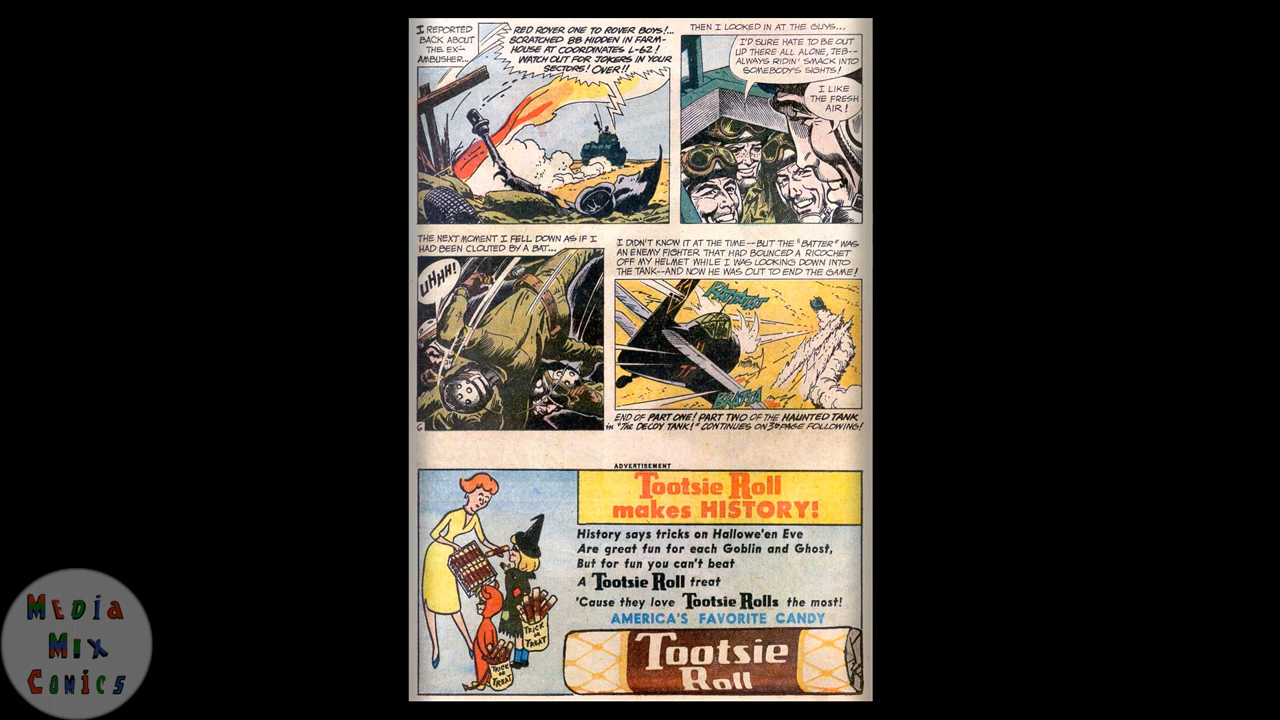 I REPORTED
BACK ABOUT
THE EX-
AMBUSHER...
RED ROVER ONE TO ROVER BOYS!...
SCRATCHED 88 HIDDEN IN FARM-
HOUSE AT COORDINATES L-62!
WATCH OUT FOR JOKERS IN YOUR
SECTORS! OVER!!
THEN I LOOKED IN AT THE GUYS...
I'D SURE HATE TO BE OUT
UP THERE ALL ALONE, JEB--
ALWAYS RIDIN' SMACK INTO
SOMEBODY'S SIGHTS!
I LIKE
THE FRESH
AIR!
THE NEXT MOMENT I FELL DOWN AS IF I
HAD BEEN CLOUTED BY A BAT...
UHHH!
I DIDN'T KNOW IT AT THE TIME--BUT THE "BATTER" WAS
AN ENEMY FIGHTER THAT HAD BOUNCED A RICOCHET
OFF MY HELMET WHILE I WAS LOOKING DOWN INTO
THE TANK--AND NOW HE WAS OUT TO END THE GAME!
6
END OF PART ONE! PART TWO OF THE HAUNTED TANK
in "THE DECOY TANK!" CONTINUES ON 3RD PAGE FOLLOWING!
ADVERTISEMENT
Tootsie Roll
makes HISTORY!
History says tricks on Hallowe'en Eve
Are great fun for each Goblin and Ghost,
But for fun you can't beat
A Tootsie Roll treat
'Cause they love Tootsie Rolls the most!
AMERICA'S FAVORITE CANDY
TRICK
OR
TREAT
TRICK
OR
TREAT
Tootsie
Roll
MEDIA
MIX
COMICS